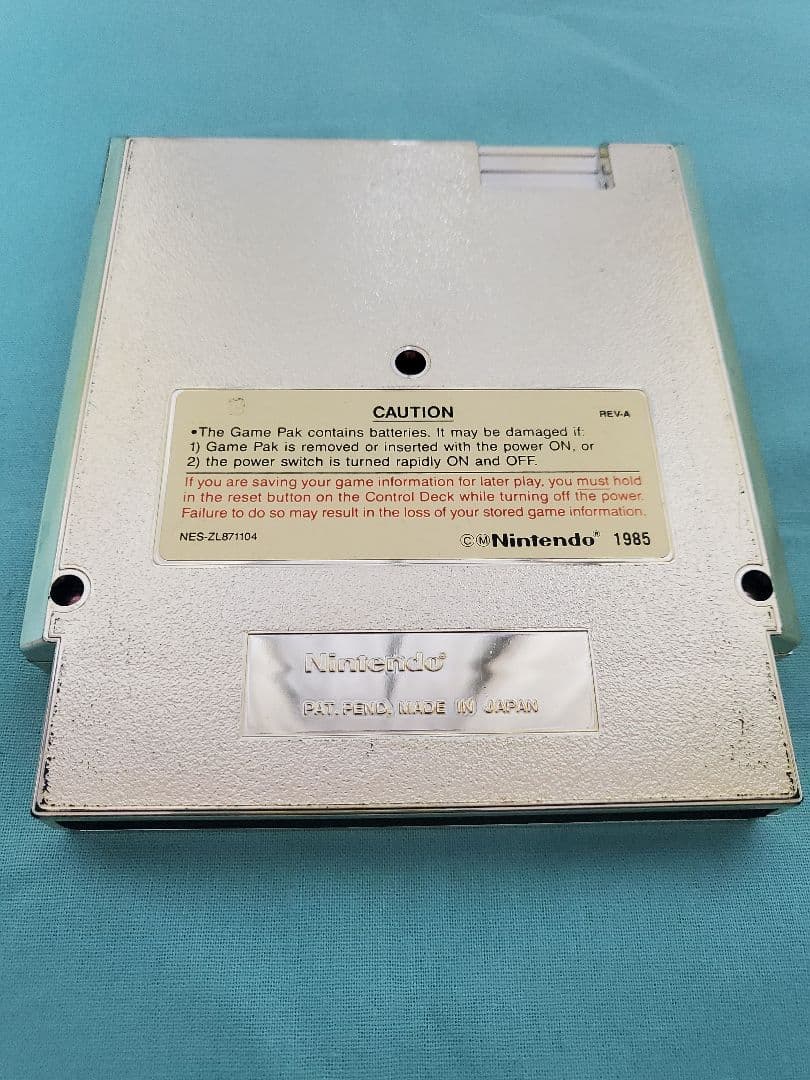 CAUTION
REV-A
•The Game Pak contains batteries. It may be damaged if:
1) Game Pak is removed or inserted with the power ON, or
2) the power switch is turned rapidly ON and OFF.
If you are saving your game information for later play, you must hold
in the reset button on the Control Deck while turning off the power.
Failure to do so may result in the loss of your stored game information.
NES-ZL871104
©ⓂNintendo® 1985
Nintendo®
PAT. PEND. MADE IN JAPAN